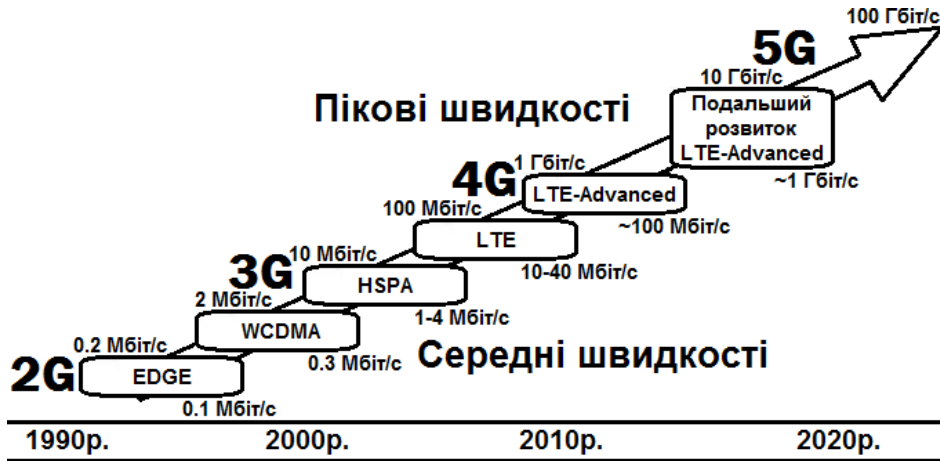 100 Гбіт/с
5G
10 Гбіт/с
Подальший
розвиток
LTE-Advanced
~1 Гбіт/с
Пікові швидкості
1 Гбіт/с
4G
LTE-Advanced
~100 Мбіт/с
100 Мбіт/с
LTE
10-40 Мбіт/с
10 Мбіт/с
3G
HSPA
1-4 Мбіт/с
2 Мбіт/с
WCDMA
0.3 Мбіт/с
Середні швидкості
0.2 Мбіт/с
2G
EDGE
0.1 Мбіт/с
1990р. 2000р. 2010р. 2020р.